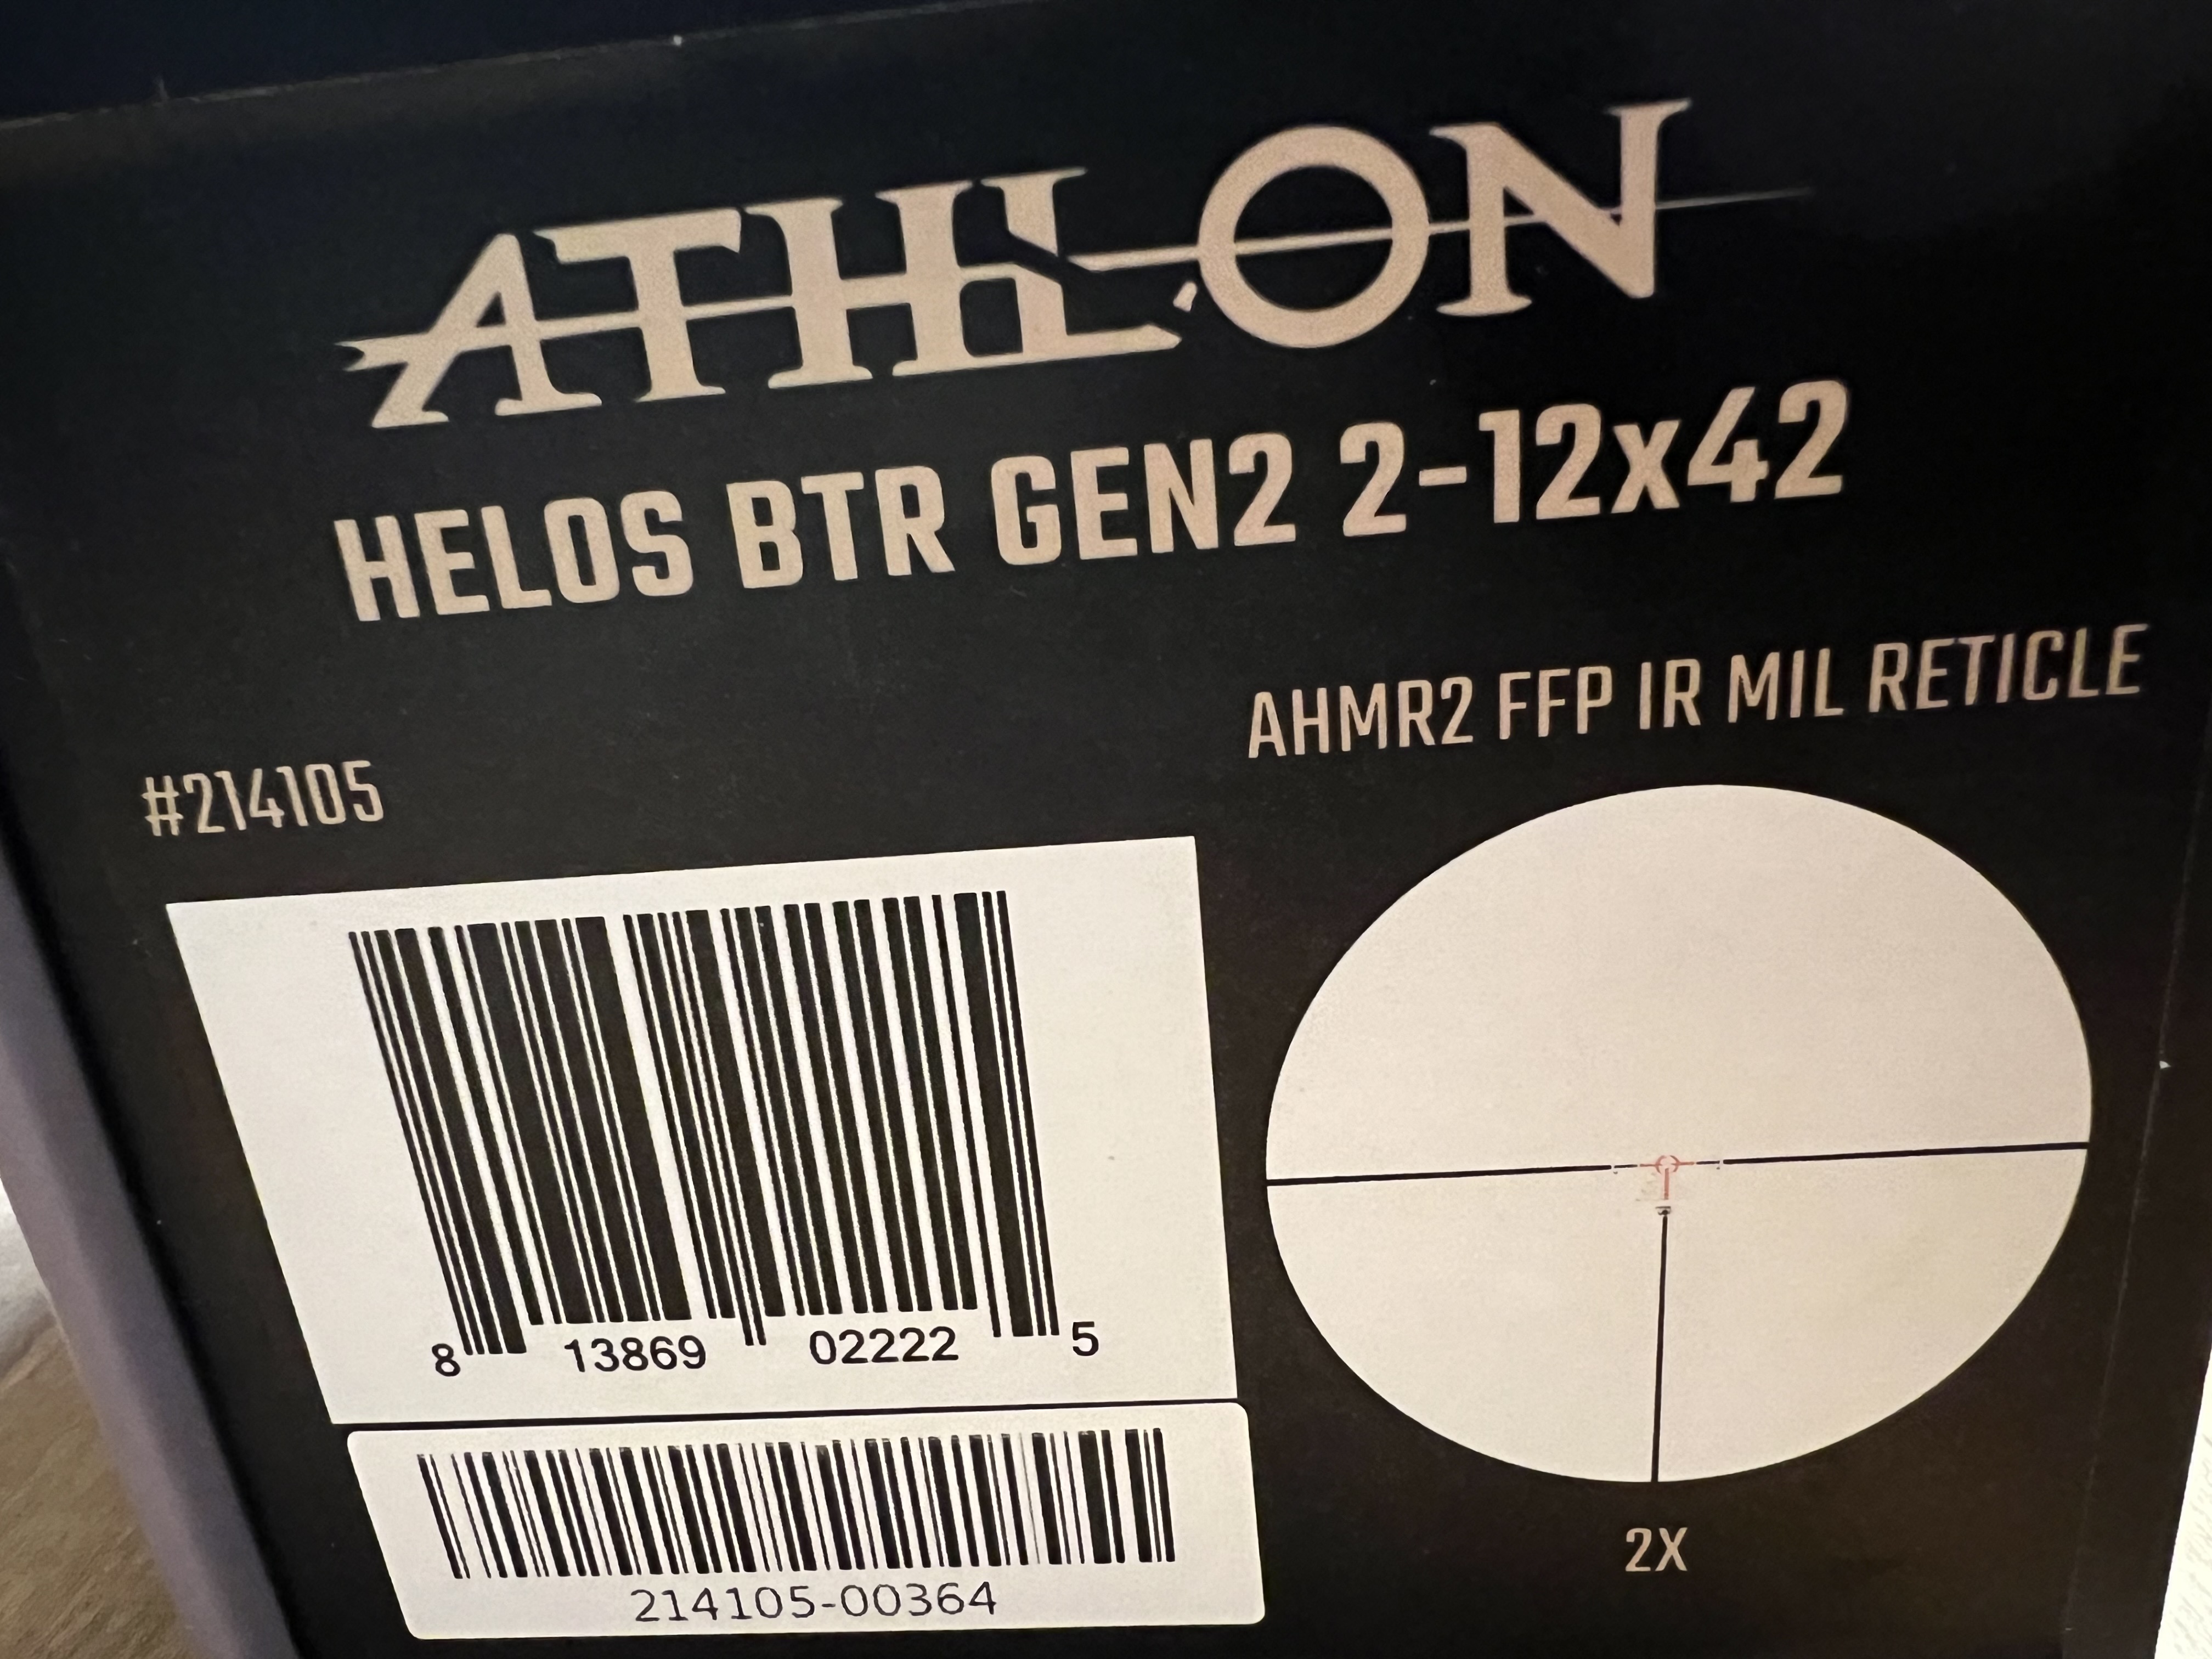 ATHLON
HELOS BTR GEN2 2-12x42
AHMR2 FFP IR MIL RETICLE
#214105
8 13869 02222 5
214105-00364
2X